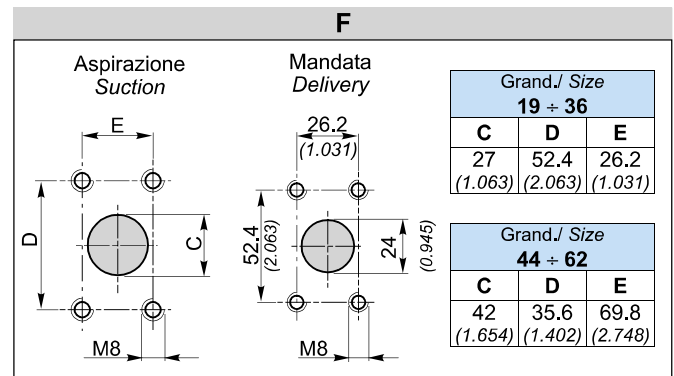 F
Aspirazione
Suction
E
D
C
M8
Mandata
Delivery
26.2
(1.031)
52.4
(2.063)
24
(0.945)
M8
Grand./ Size
19 ÷ 36
C D E
27 52.4 26.2
(1.063) (2.063) (1.031)
Grand./ Size
44 ÷ 62
C D E
42 35.6 69.8
(1.654) (1.402) (2.748)